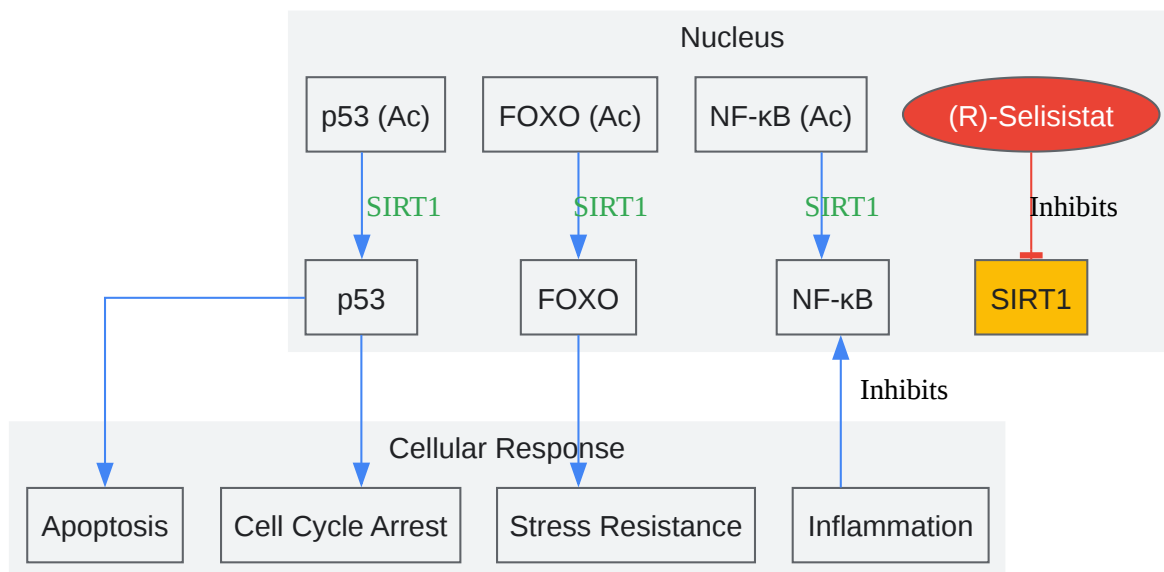 Nucleus
p53 (Ac)
FOXO (Ac)
NF-κB (Ac)
(R)-Selisistat
SIRT1
SIRT1
SIRT1
Inhibits
p53
FOXO
NF-κB
SIRT1
Inhibits
Cellular Response
Apoptosis
Cell Cycle Arrest
Stress Resistance
Inflammation